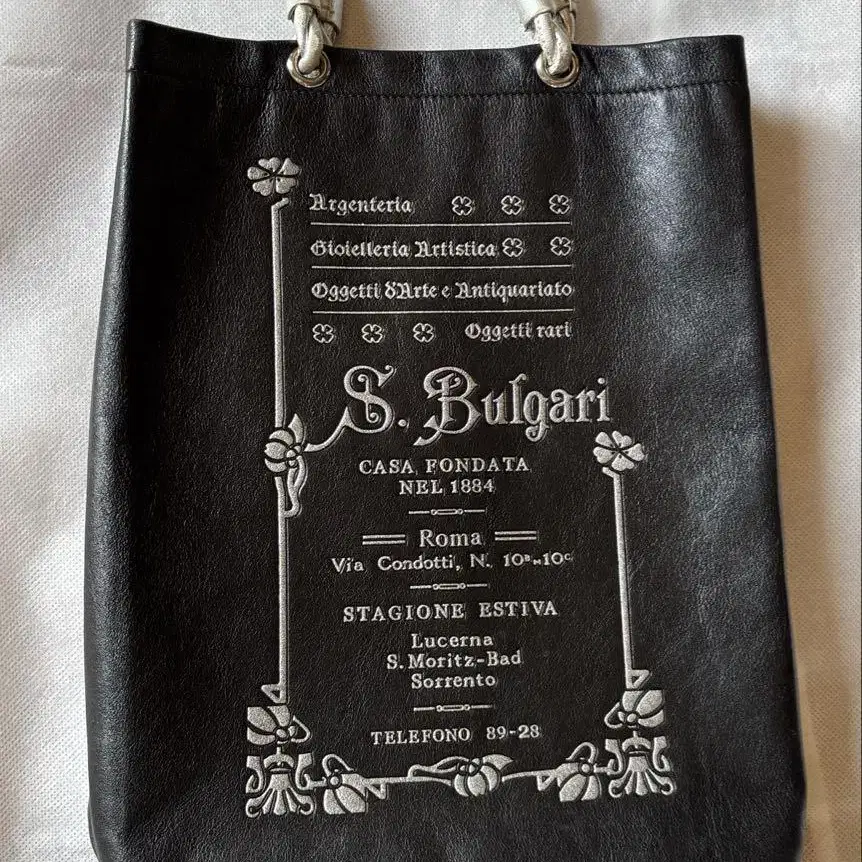 Argenteria
Gioielleria Artistica
Oggetti d'Arte e Antiquariato
Oggetti rari
S. Bulgari
CASA FONDATA
NEL 1884
Roma
Via Condotti, N. 10ᴮ-10ᶜ
STAGIONE ESTIVA
Lucerna
S. Moritz-Bad
Sorrento
TELEFONO 89-28